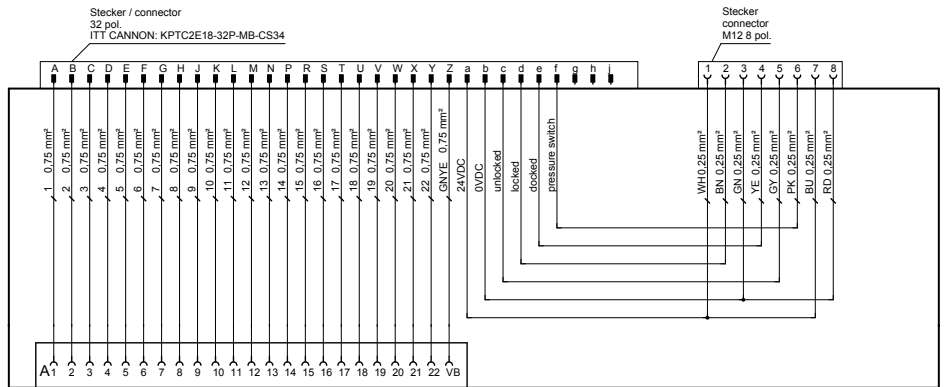 Stecker / connector
32 pol.
ITT CANNON: KPTC2E18-32P-MB-CS34
Stecker
connector
M12 8 pol.
A B C D E F G H J K L M N P R S T U V W X Y Z a b c d e f g h j
1 2 3 4 5 6 7 8
1 0,75 mm²
2 0,75 mm²
3 0,75 mm²
4 0,75 mm²
5 0,75 mm²
6 0,75 mm²
7 0,75 mm²
8 0,75 mm²
9 0,75 mm²
10 0,75 mm²
11 0,75 mm²
12 0,75 mm²
13 0,75 mm²
14 0,75 mm²
15 0,75 mm²
16 0,75 mm²
17 0,75 mm²
18 0,75 mm²
19 0,75 mm²
20 0,75 mm²
21 0,75 mm²
22 0,75 mm²
GNYE 0,75 mm²
24VDC
0VDC
unlocked
locked
docked
pressure switch
WH 0,25 mm²
BN 0,25 mm²
GN 0,25 mm²
YE 0,25 mm²
GY 0,25 mm²
PK 0,25 mm²
BU 0,25 mm²
RD 0,25 mm²
A 1 2 3 4 5 6 7 8 9 10 11 12 13 14 15 16 17 18 19 20 21 22 VB